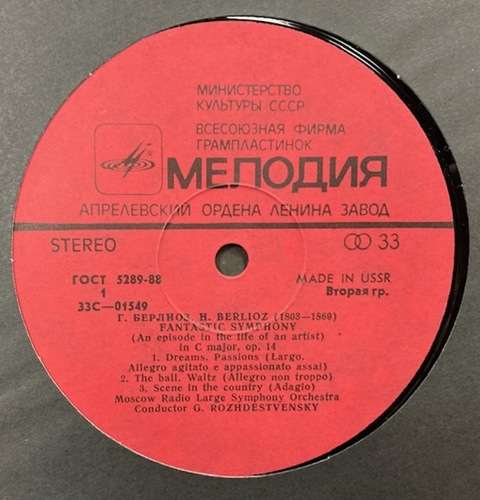 МИНИСТЕРСТВО
КУЛЬТУРЫ СССР
ВСЕСОЮЗНАЯ ФИРМА
ГРАМПЛАСТИНОК
МЕЛОДИЯ
АПРЕЛЕВСКИЙ ОРДЕНА ЛЕНИНА ЗАВОД
STEREO
33
ГОСТ 5289-88
MADE IN USSR
1
Вторая гр.
33С—01549
Г. БЕРЛИОЗ. H. BERLIOZ (1803—1869)
FANTASTIC SYMPHONY
(An episode in the life of an artist)
in C major, op. 14
1. Dreams. Passions (Largo.
Allegro agitato e appassionato assai)
2. The ball. Waltz (Allegro non troppo)
3. Scene in the country (Adagio)
Moscow Radio Large Symphony Orchestra
Conductor G. ROZHDESTVENSKY